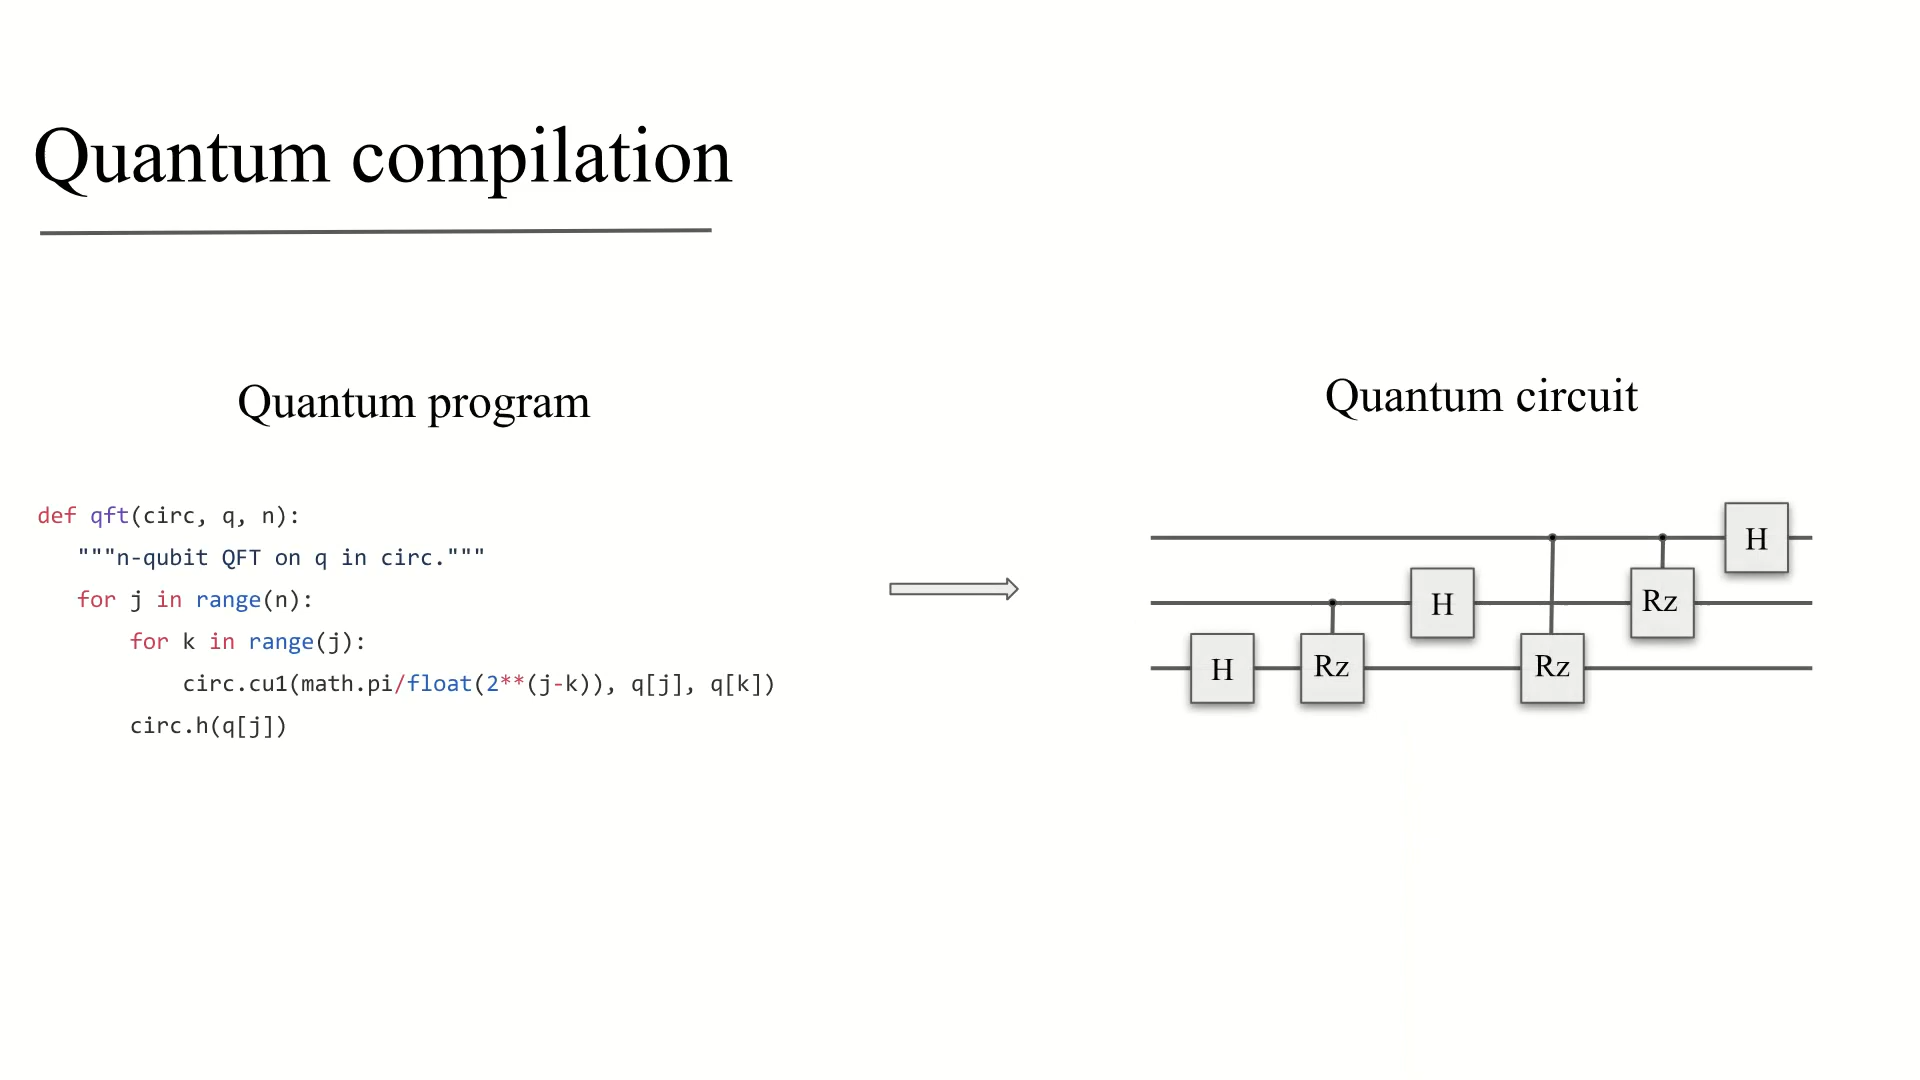 Quantum compilation
Quantum program
def qft(circ, q, n):
"""n-qubit QFT on q in circ."""
for j in range(n):
for k in range(j):
circ.cu1(math.pi/float(2**(j-k)), q[j], q[k])
circ.h(q[j])
Quantum circuit
H
H Rz
H Rz Rz